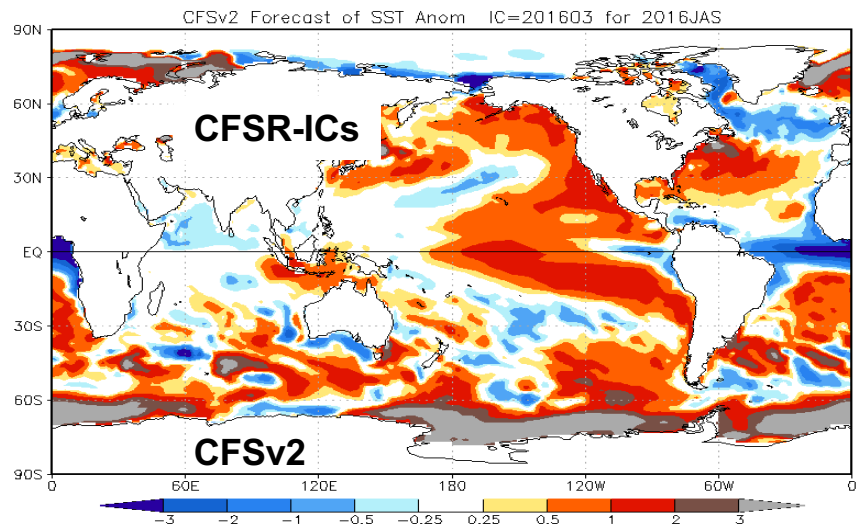 CFSv2 Forecast of SST Anom IC=201603 for 2016JAS
90N
60N
CFSR-ICs
30N
EQ
30S
60S
CFSv2
90S
0 60E 120E 180 120W 60W 0
-3 -2 -1 -0.5 -0.25 0.25 0.5 1 2 3